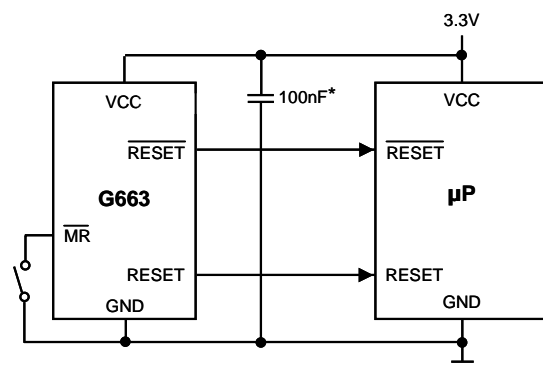 3.3V
VCC
100nF*
VCC
RESET
RESET
G663
µP
MR
RESET
RESET
GND
GND